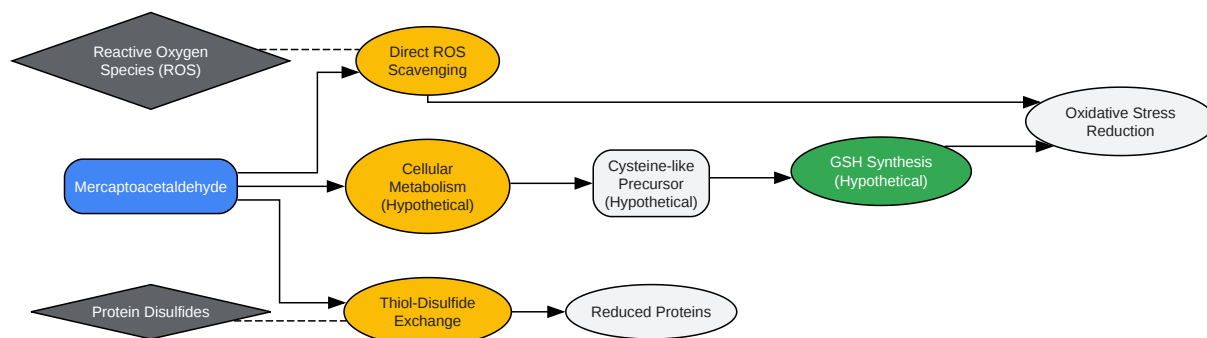 Reactive Oxygen
Species (ROS)
Direct ROS
Scavenging
Oxidative Stress
Reduction
Mercaptoacetaldehyde
Cellular
Metabolism
(Hypothetical)
Cysteine-like
Precursor
(Hypothetical)
GSH Synthesis
(Hypothetical)
Protein Disulfides
Thiol-Disulfide
Exchange
Reduced Proteins